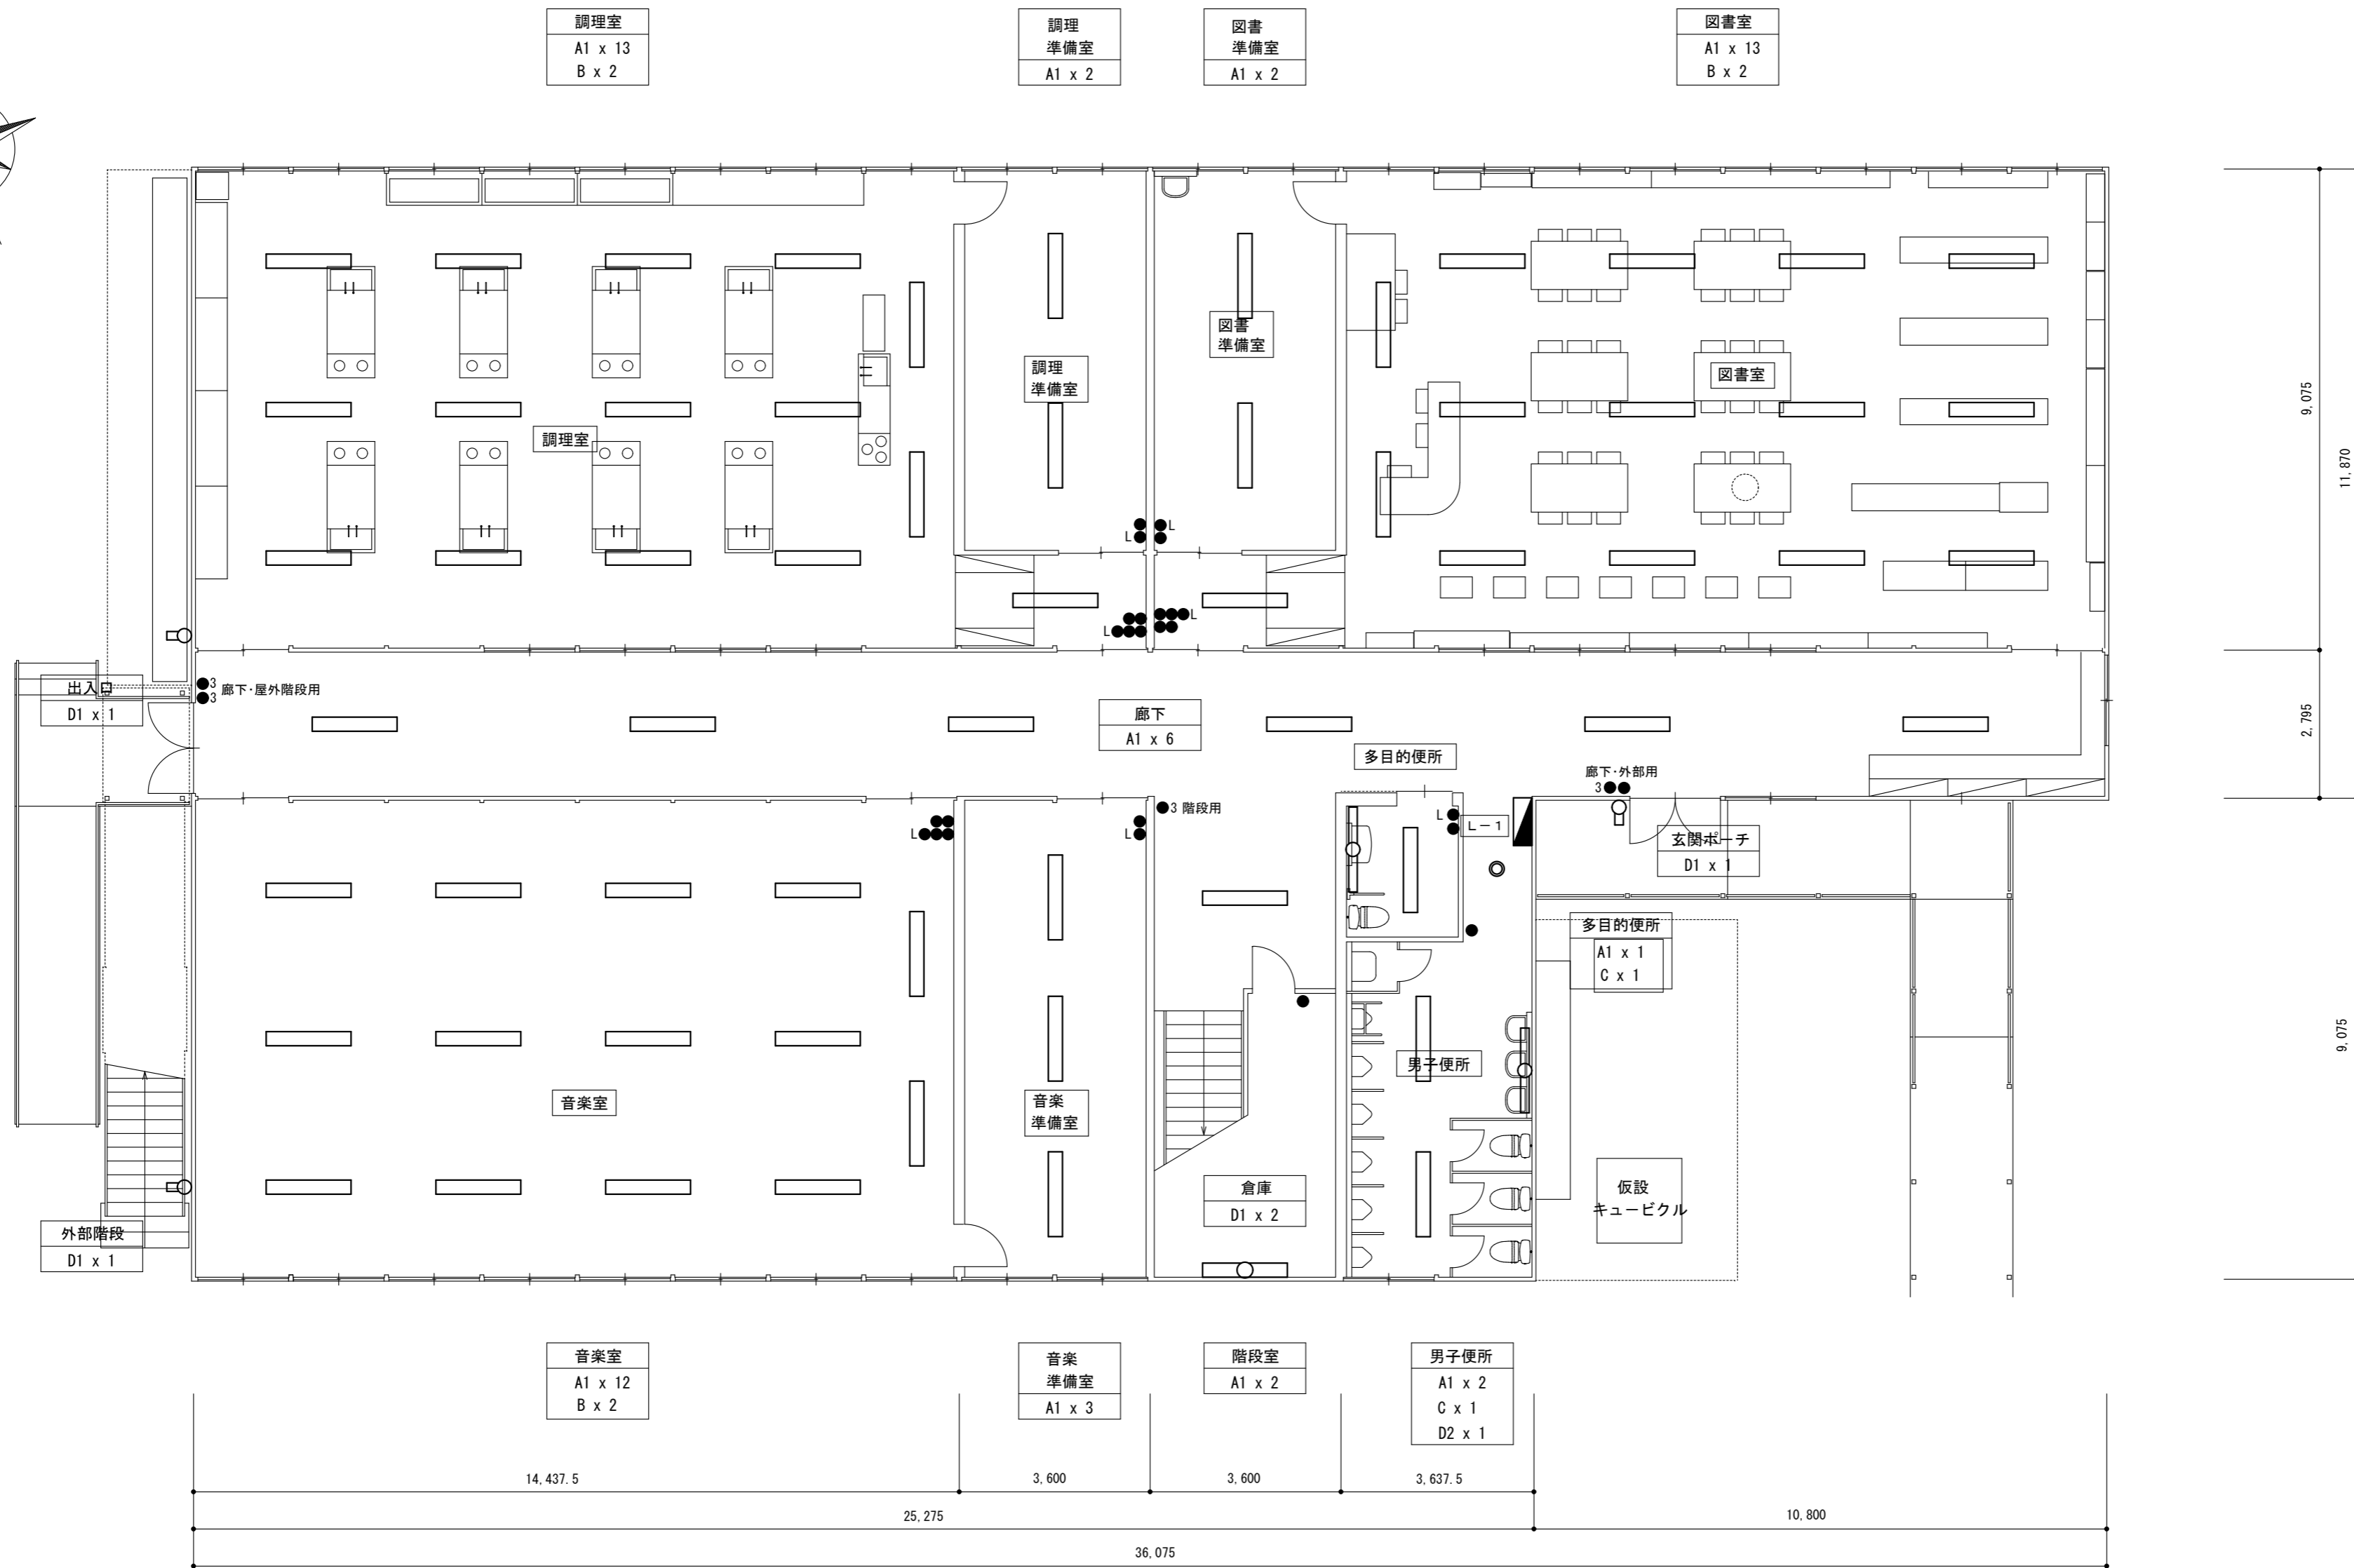 調理室
A1 x 13
B x 2
調理
準備室
A1 x 2
図書
準備室
A1 x 2
図書室
A1 x 13
B x 2
図書
準備室
調理
準備室
図書室
調理室
9,075
11,870
L
L
L
L
出入口
D1 x 1
3
3
廊下・屋外階段用
廊下
A1 x 6
2,795
多目的便所
廊下・外部用
3
3 階段用
L
L
L
L－1
玄関ポーチ
D1 x 1
多目的便所
A1 x 1
C x 1
9,075
男子便所
音楽室
音楽
準備室
倉庫
D1 x 2
仮設
キュービクル
外部階段
D1 x 1
音楽室
A1 x 12
B x 2
音楽
準備室
A1 x 3
階段室
A1 x 2
男子便所
A1 x 2
C x 1
D2 x 1
14,437.5
3,600
3,600
3,637.5
25,275
10,800
36,075